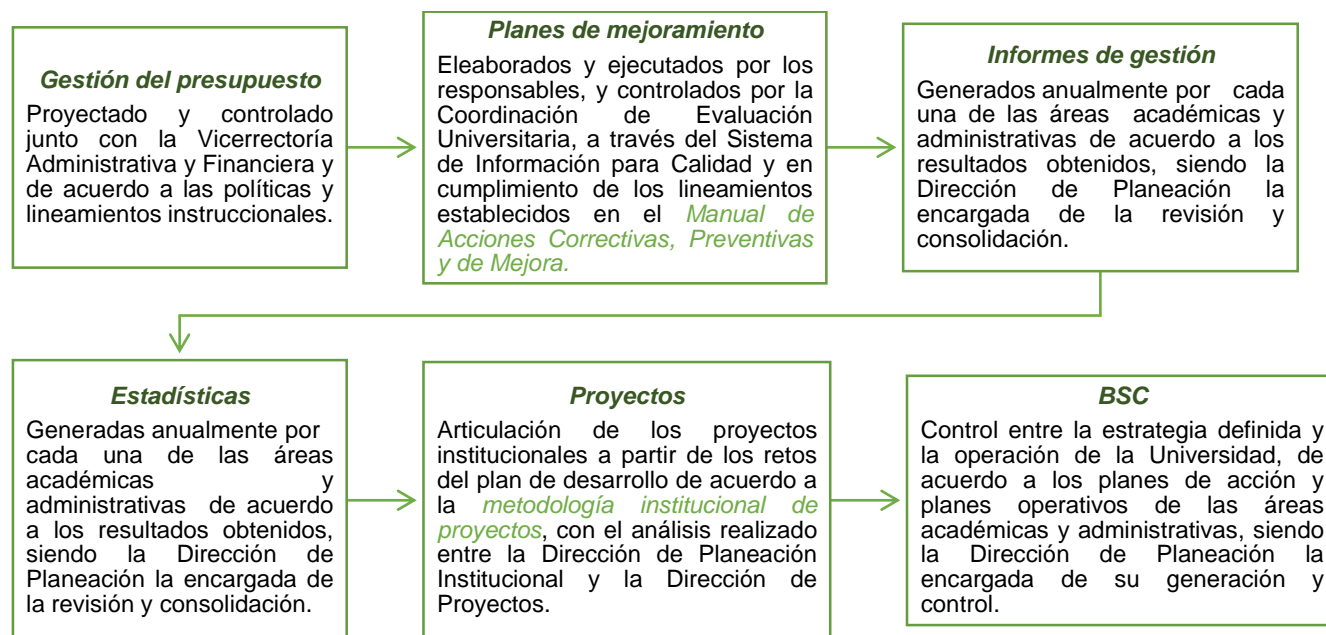 Gestión del presupuesto
Proyectado y controlado
junto con la Vicerrectoría
Administrativa y Financiera y
de acuerdo a las políticas y
lineamientos instruccionales.
Planes de mejoramiento
Eleaborados y ejecutados por los
responsables, y controlados por la
Coordinación de Evaluación
Universitaria, a través del Sistema
de Información para Calidad y en
cumplimiento de los lineamientos
establecidos en el Manual de
Acciones Correctivas, Preventivas
y de Mejora.
Informes de gestión
Generados anualmente por cada
una de las áreas académicas y
administrativas de acuerdo a los
resultados obtenidos, siendo la
Dirección de Planeación la
encargada de la revisión y
consolidación.
Estadísticas
Generadas anualmente por
cada una de las áreas
académicas y
administrativas de acuerdo
a los resultados obtenidos,
siendo la Dirección de
Planeación la encargada de
la revisión y consolidación.
Proyectos
Articulación de los proyectos
institucionales a partir de los retos
del plan de desarrollo de acuerdo a
la metodología institucional de
proyectos, con el análisis realizado
entre la Dirección de Planeación
Institucional y la Dirección de
Proyectos.
BSC
Control entre la estrategia definida y
la operación de la Universidad, de
acuerdo a los planes de acción y
planes operativos de las áreas
académicas y administrativas, siendo
la Dirección de Planeación la
encargada de su generación y
control.